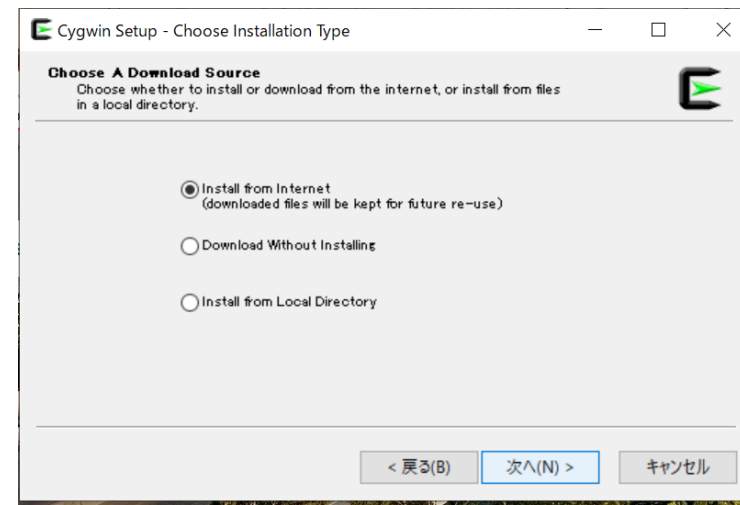 Cygwin Setup - Choose Installation Type
Choose A Download Source
Choose whether to install or download from the internet, or install from files
in a local directory.
Install from Internet
(downloaded files will be kept for future re-use)
Download Without Installing
Install from Local Directory
< 戻る(B)
次へ(N) >
キャンセル